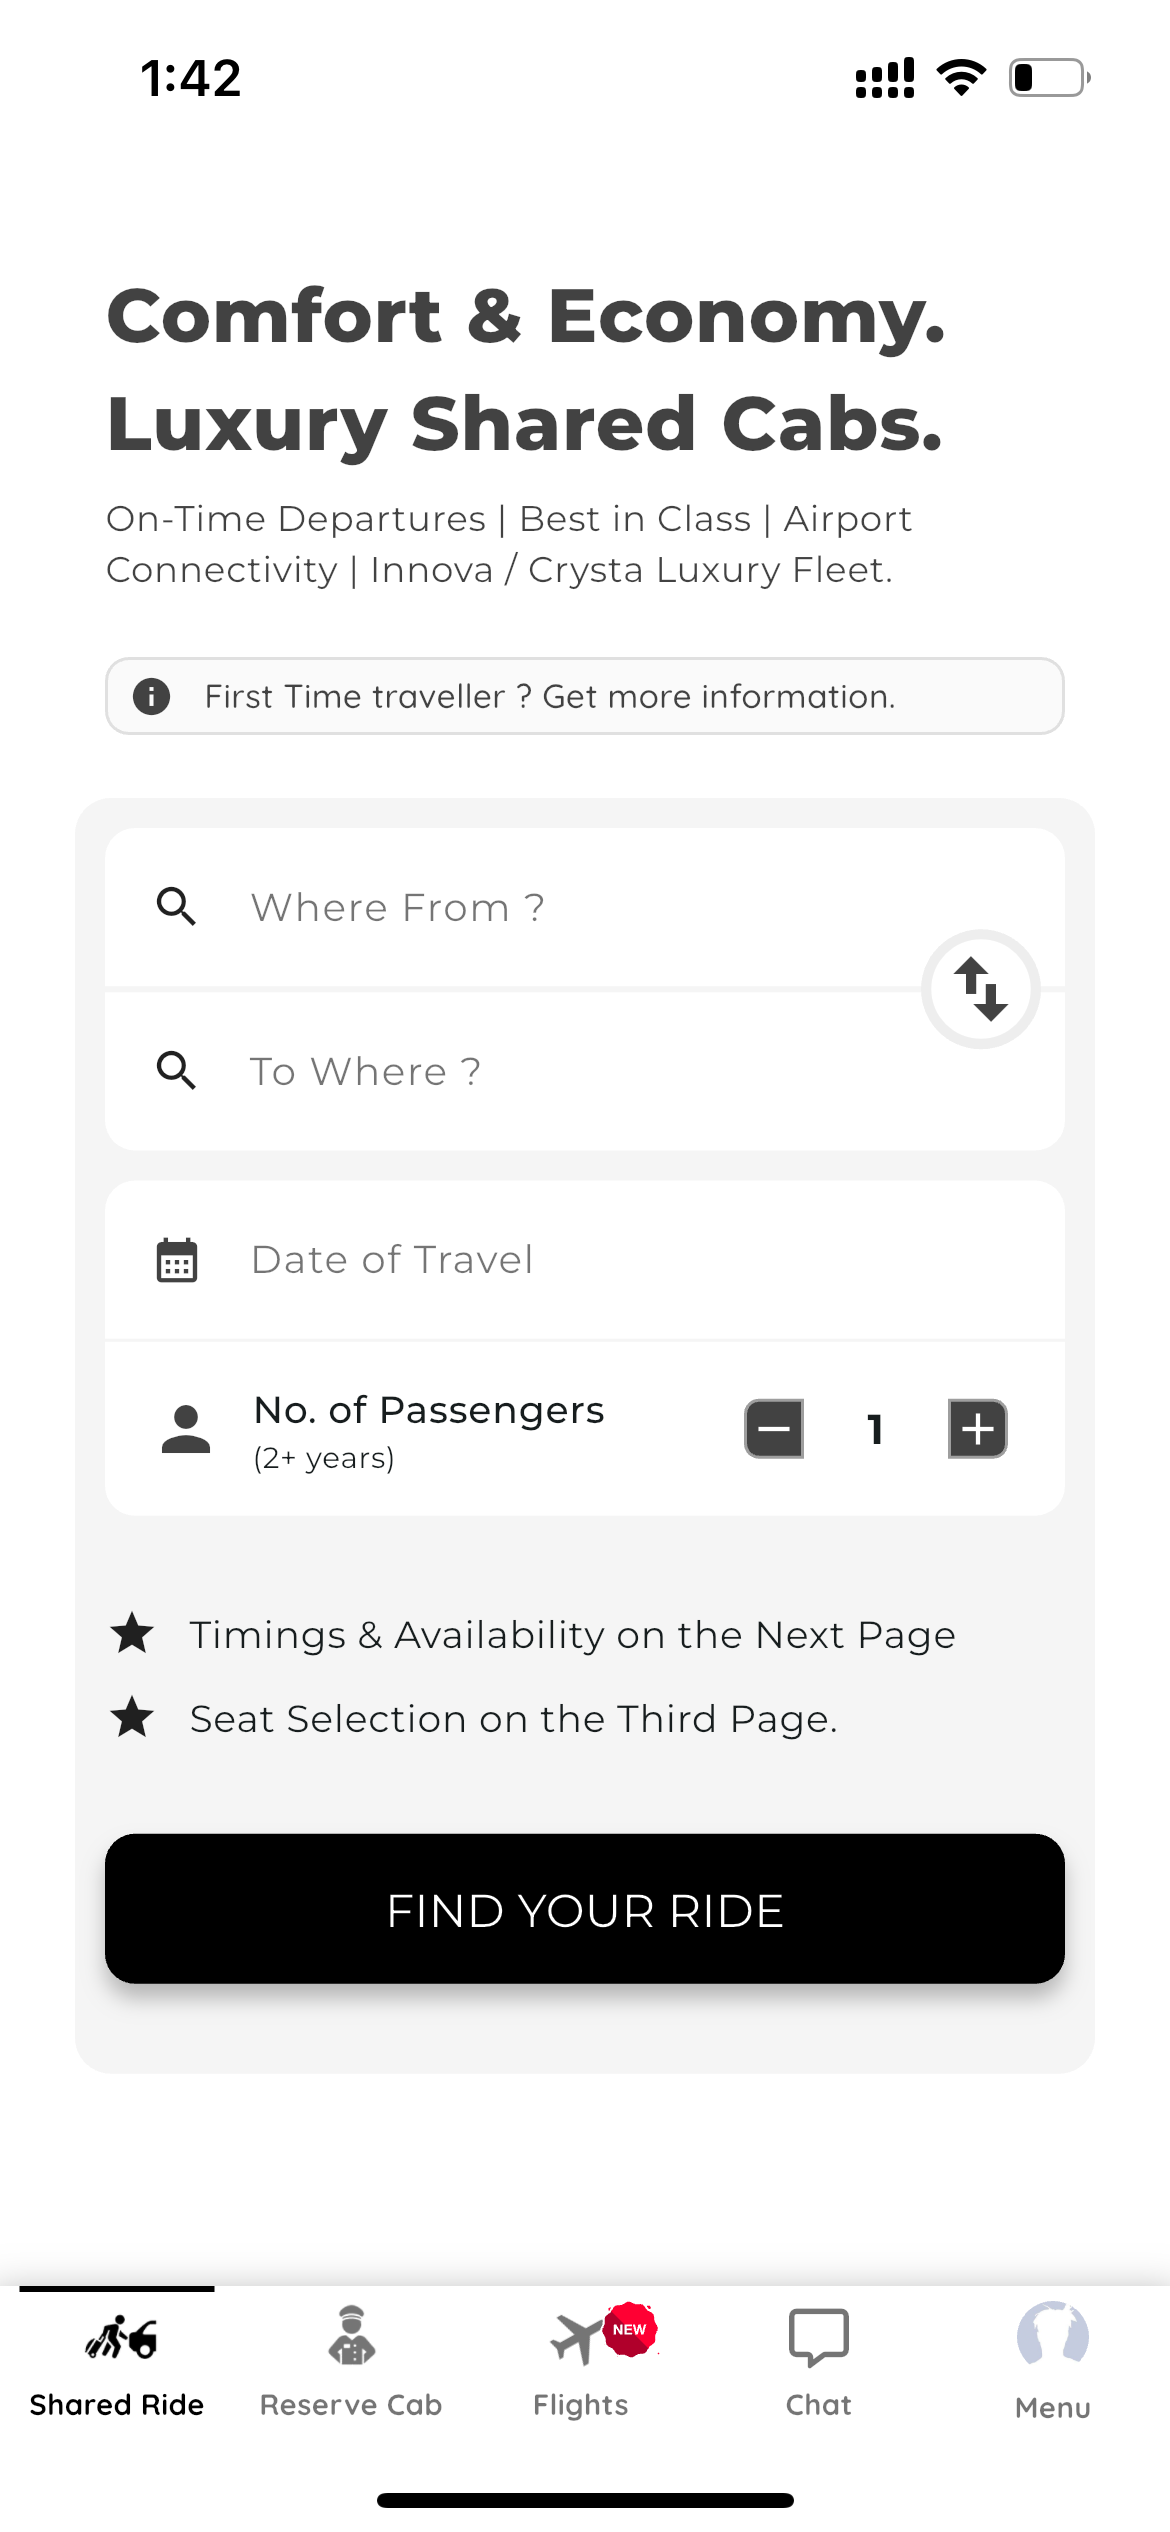 1:42
Comfort & Economy.
Luxury Shared Cabs.
On-Time Departures | Best in Class | Airport
Connectivity | Innova / Crysta Luxury Fleet.
First Time traveller ? Get more information.
Where From ?
To Where ?
Date of Travel
No. of Passengers
(2+ years)
1
Timings & Availability on the Next Page
Seat Selection on the Third Page.
FIND YOUR RIDE
NEW
Shared Ride
Reserve Cab
Flights
Chat
Menu